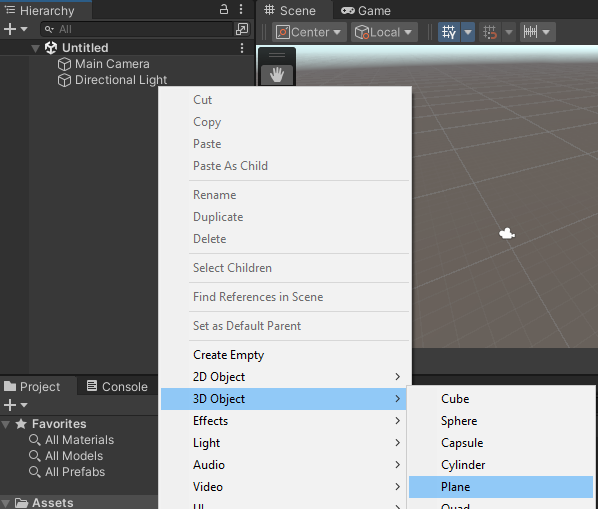 Hierarchy
Scene
Game
All
Center
Local
Untitled
Main Camera
Directional Light
Cut
Copy
Paste
Paste As Child
Rename
Duplicate
Delete
Select Children
Find References in Scene
Set as Default Parent
Create Empty
2D Object
3D Object
Effects
Light
Audio
Video
UI
Cube
Sphere
Capsule
Cylinder
Plane
Quad
Project
Console
Favorites
All Materials
All Models
All Prefabs
Assets